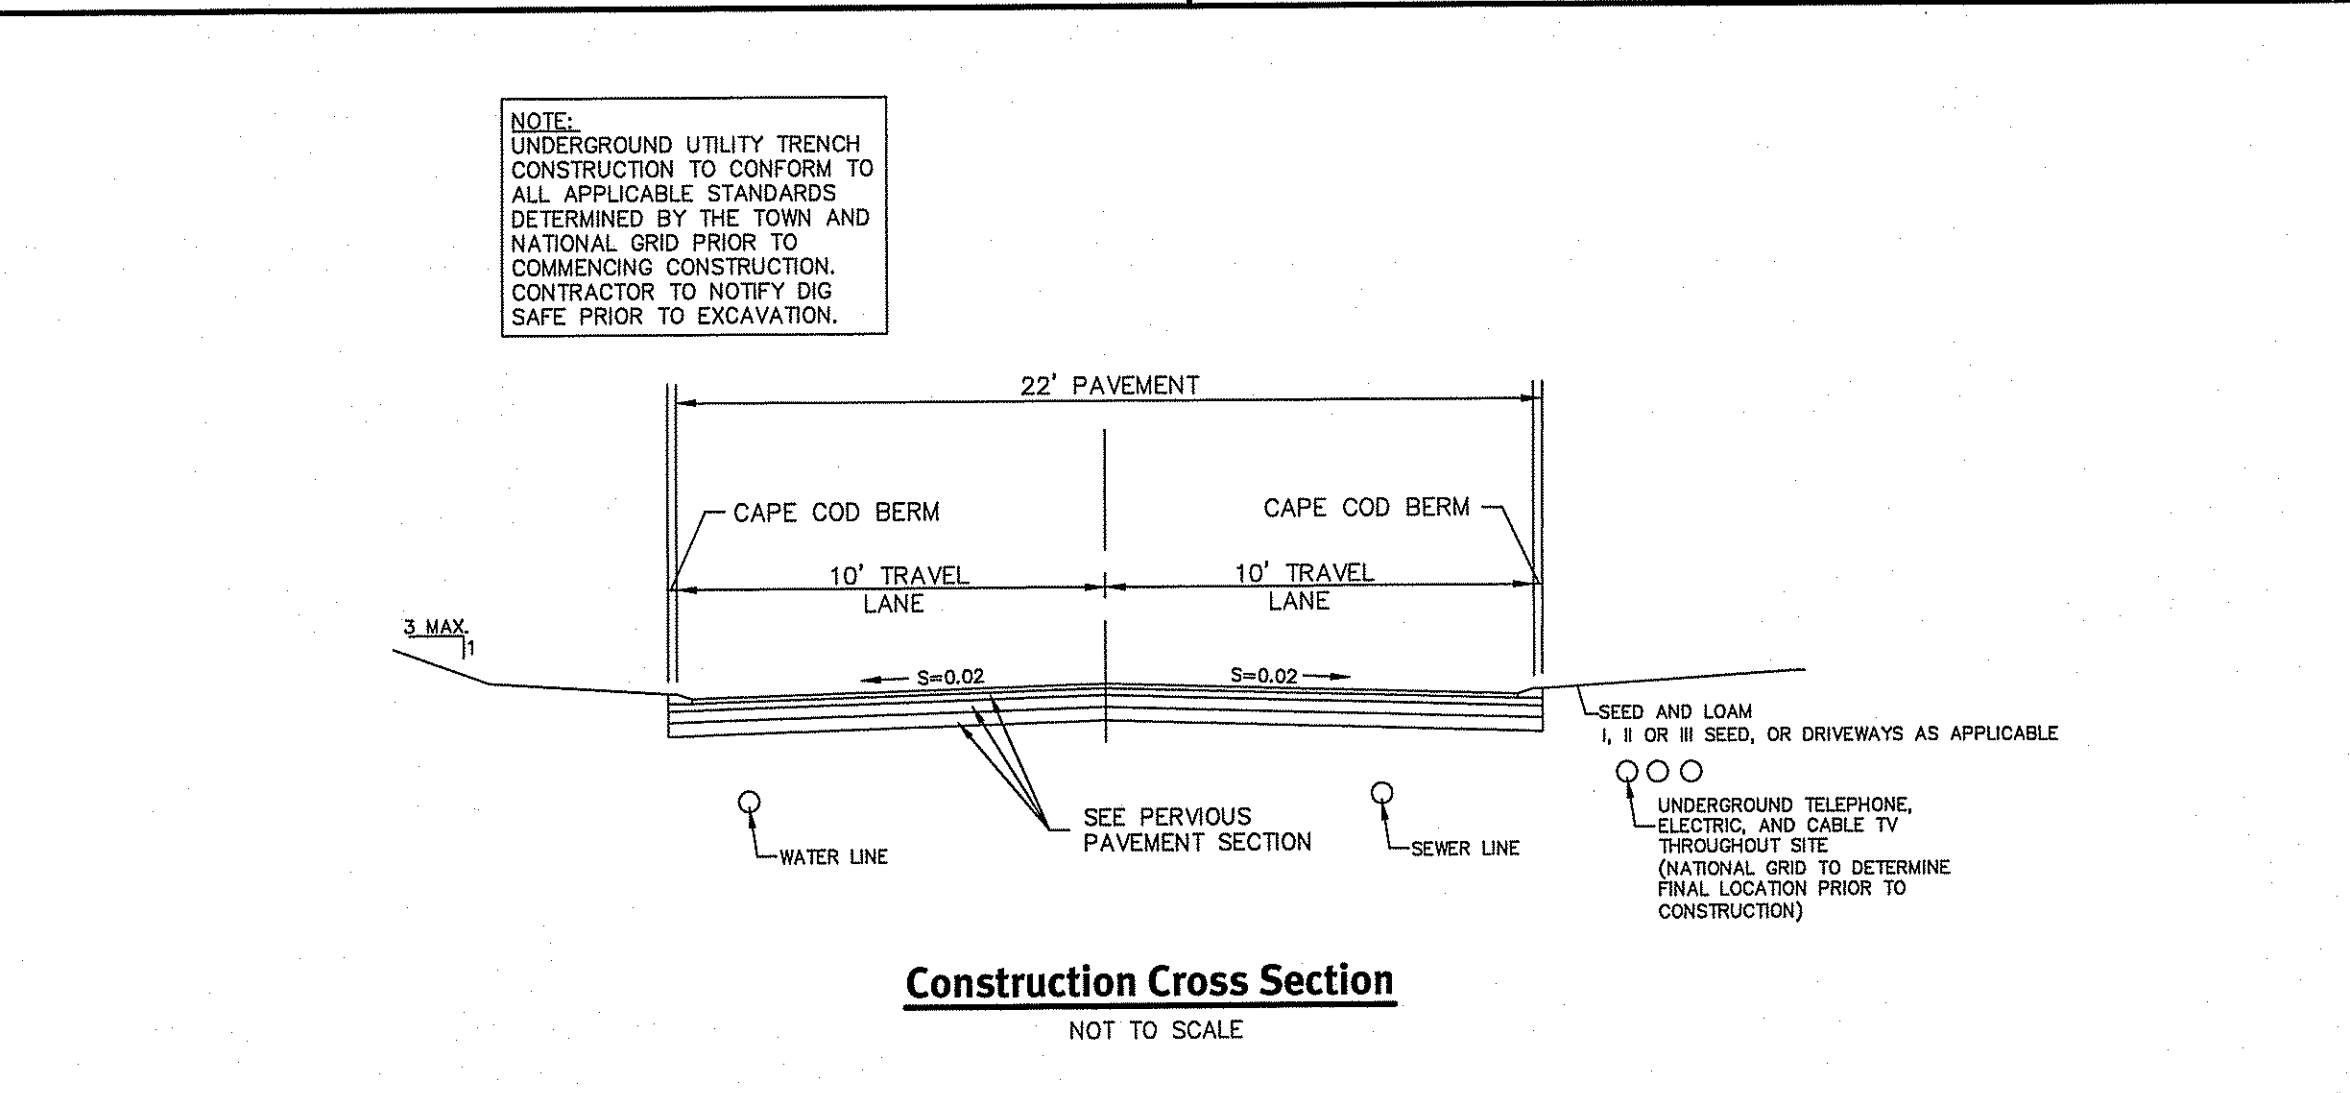 NOTE:
UNDERGROUND UTILITY TRENCH
CONSTRUCTION TO CONFORM TO
ALL APPLICABLE STANDARDS
DETERMINED BY THE TOWN AND
NATIONAL GRID PRIOR TO
COMMENCING CONSTRUCTION.
CONTRACTOR TO NOTIFY DIG
SAFE PRIOR TO EXCAVATION.
22' PAVEMENT
CAPE COD BERM
CAPE COD BERM
10' TRAVEL
LANE
10' TRAVEL
LANE
3 MAX.
1
S=0.02
S=0.02
SEED AND LOAM
I, II OR III SEED, OR DRIVEWAYS AS APPLICABLE
UNDERGROUND TELEPHONE,
ELECTRIC, AND CABLE TV
THROUGHOUT SITE
(NATIONAL GRID TO DETERMINE
FINAL LOCATION PRIOR TO
CONSTRUCTION)
SEE PERVIOUS
PAVEMENT SECTION
WATER LINE
SEWER LINE
Construction Cross Section
NOT TO SCALE